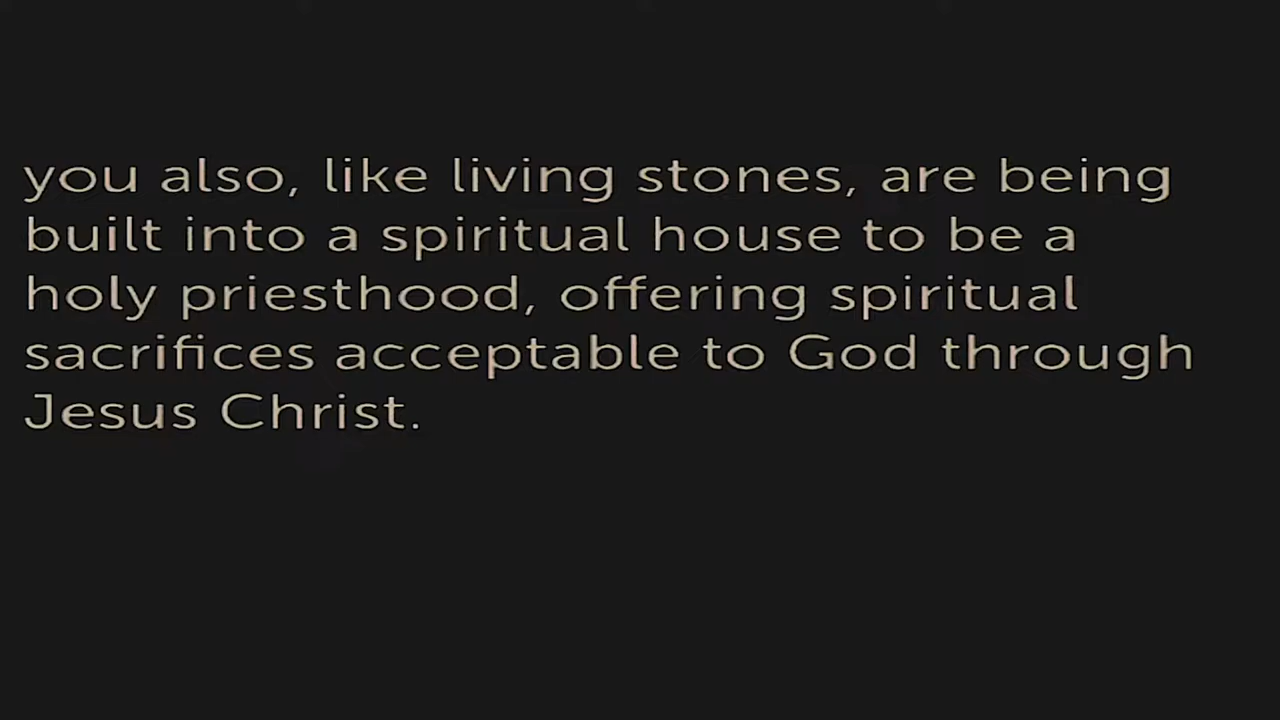 you also, like living stones, are being
built into a spiritual house to be a
holy priesthood, offering spiritual
sacrifices acceptable to God through
Jesus Christ.